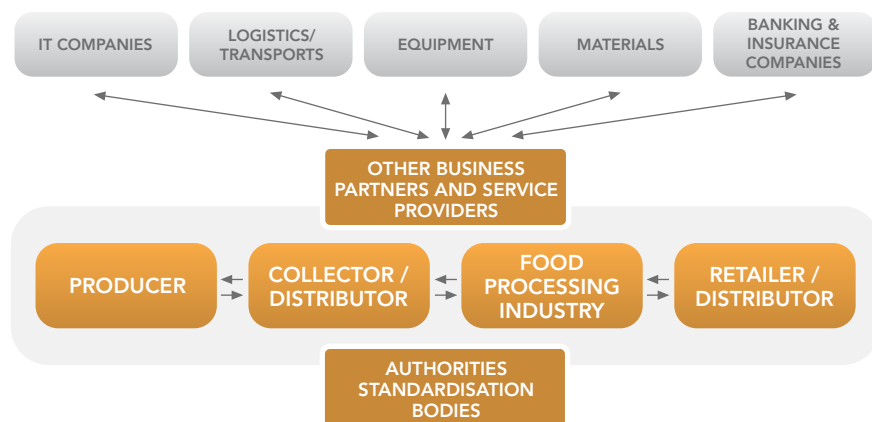 IT COMPANIES
LOGISTICS/
TRANSPORTS
EQUIPMENT
MATERIALS
BANKING &
INSURANCE
COMPANIES
OTHER BUSINESS
PARTNERS AND SERVICE
PROVIDERS
PRODUCER
COLLECTOR /
DISTRIBUTOR
FOOD
PROCESSING
INDUSTRY
RETAILER /
DISTRIBUTOR
AUTHORITIES
STANDARDISATION
BODIES